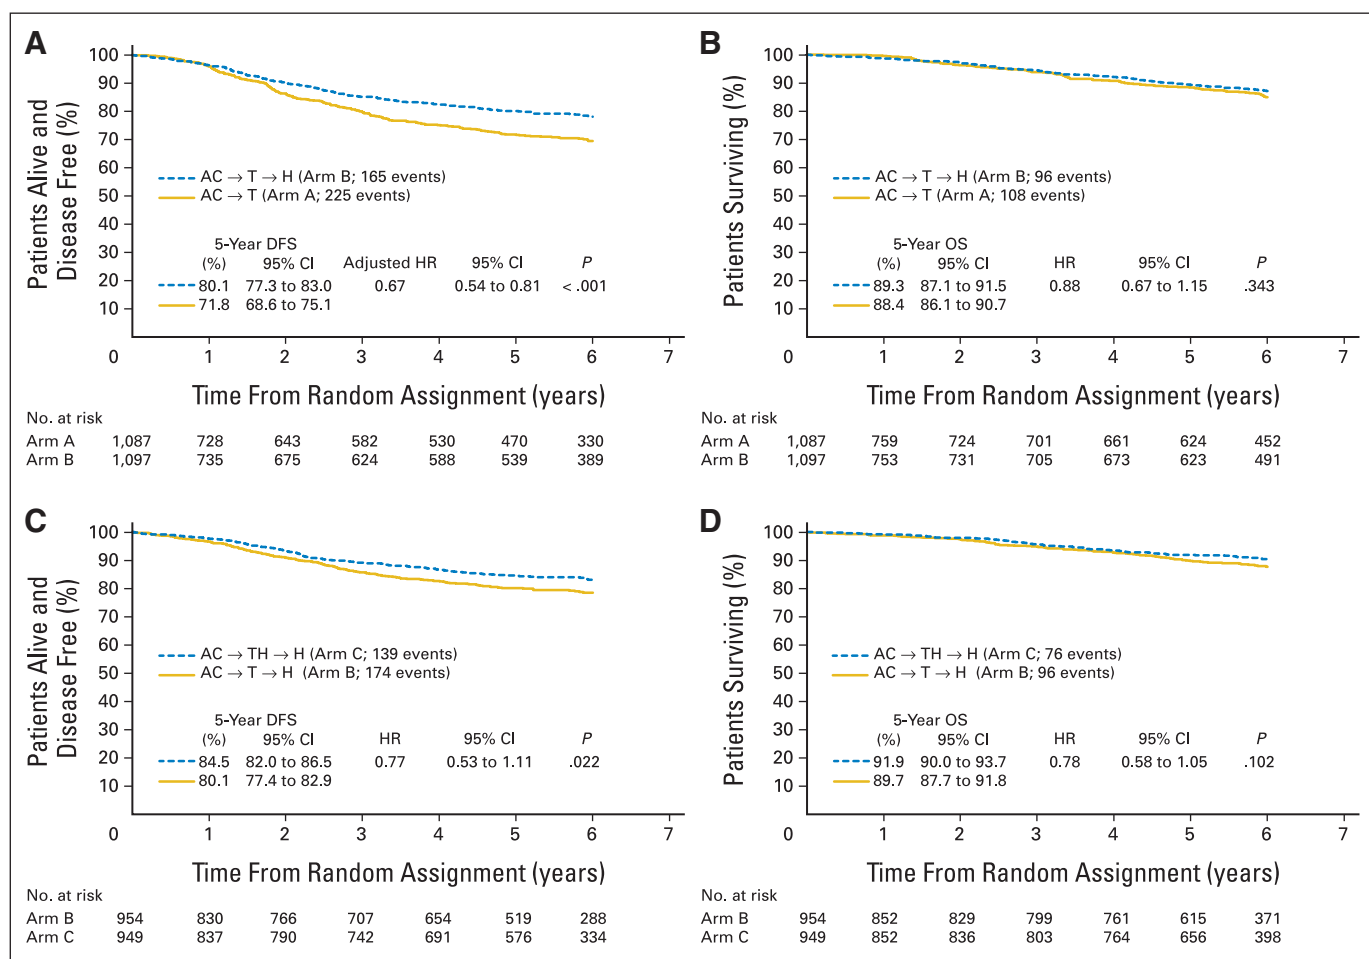 A
Patients Alive and
Disease Free (%)
100
90
80
70
60
50
40
30
20
10
0
AC → T → H (Arm B; 165 events)
AC → T (Arm A; 225 events)
5-Year DFS
(%) 95% CI Adjusted HR 95% CI P
80.1 77.3 to 83.0 0.67 0.54 to 0.81 < .001
71.8 68.6 to 75.1
1 2 3 4 5 6 7
Time From Random Assignment (years)
No. at risk
Arm A 1,087 728 643 582 530 470 330
Arm B 1,097 735 675 624 588 539 389
B
Patients Surviving (%)
100
90
80
70
60
50
40
30
20
10
0
AC → T → H (Arm B; 96 events)
AC → T (Arm A; 108 events)
5-Year OS
(%) 95% CI HR 95% CI P
89.3 87.1 to 91.5 0.88 0.67 to 1.15 .343
88.4 86.1 to 90.7
1 2 3 4 5 6 7
Time From Random Assignment (years)
No. at risk
Arm A 1,087 759 724 701 661 624 452
Arm B 1,097 753 731 705 673 623 491
C
Patients Alive and
Disease Free (%)
100
90
80
70
60
50
40
30
20
10
0
AC → TH → H (Arm C; 139 events)
AC → T → H (Arm B; 174 events)
5-Year DFS
(%) 95% CI HR 95% CI P
84.5 82.0 to 86.5 0.77 0.53 to 1.11 .022
80.1 77.4 to 82.9
1 2 3 4 5 6 7
Time From Random Assignment (years)
No. at risk
Arm B 954 830 766 707 654 519 288
Arm C 949 837 790 742 691 576 334
D
Patients Surviving (%)
100
90
80
70
60
50
40
30
20
10
0
AC → TH → H (Arm C; 76 events)
AC → T → H (Arm B; 96 events)
5-Year OS
(%) 95% CI HR 95% CI P
91.9 90.0 to 93.7 0.78 0.58 to 1.05 .102
89.7 87.7 to 91.8
1 2 3 4 5 6 7
Time From Random Assignment (years)
No. at risk
Arm B 954 852 829 799 761 615 371
Arm C 949 852 836 803 764 656 398